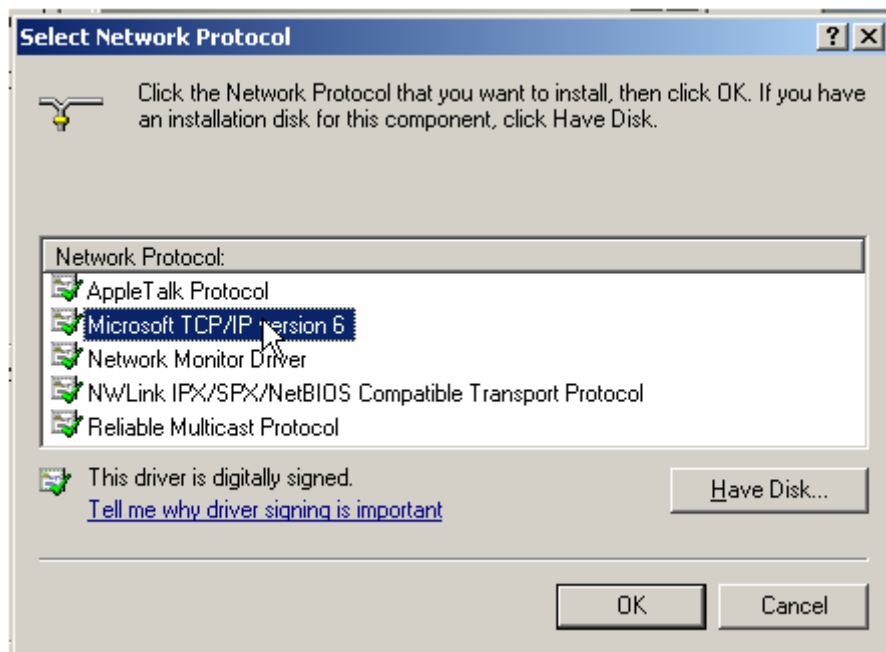 Select Network Protocol
Click the Network Protocol that you want to install, then click OK. If you have
an installation disk for this component, click Have Disk.
Network Protocol:
AppleTalk Protocol
Microsoft TCP/IP version 6
Network Monitor Driver
NWLink IPX/SPX/NetBIOS Compatible Transport Protocol
Reliable Multicast Protocol
This driver is digitally signed.
Tell me why driver signing is important
Have Disk...
OK
Cancel